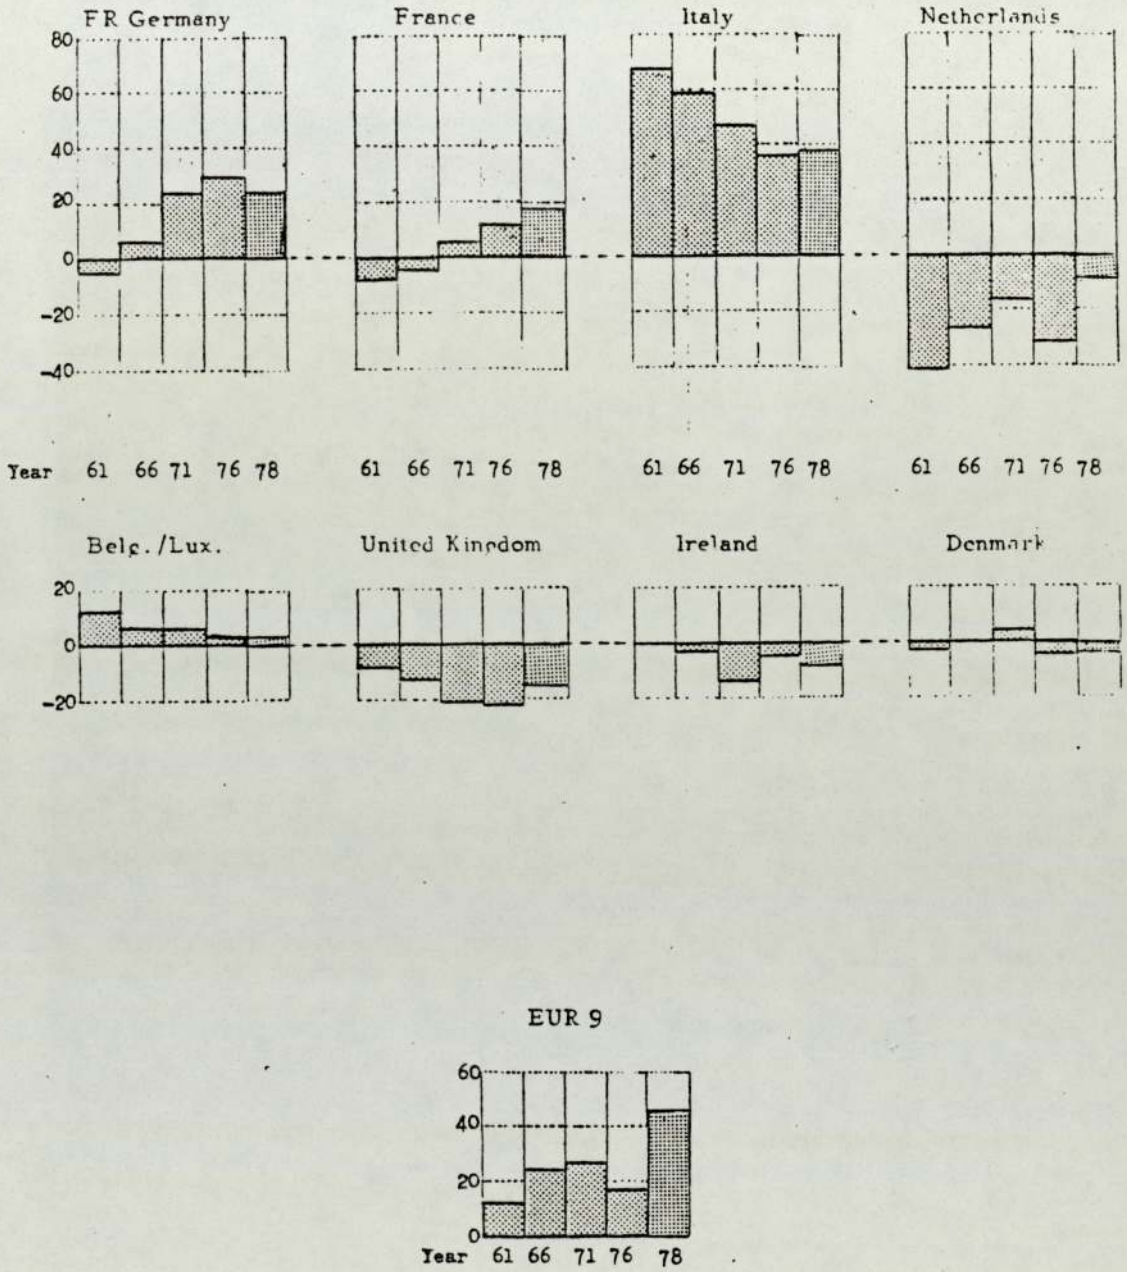 FR Germany France Italy Netherlands
80
60
40
20
0
-20
-40
Year 61 66 71 76 78 61 66 71 76 78 61 66 71 76 78 61 66 71 76 78
Belg./Lux. United Kingdom Ireland Denmark
20
0
-20
EUR 9
60
40
20
0
Year 61 66 71 76 78